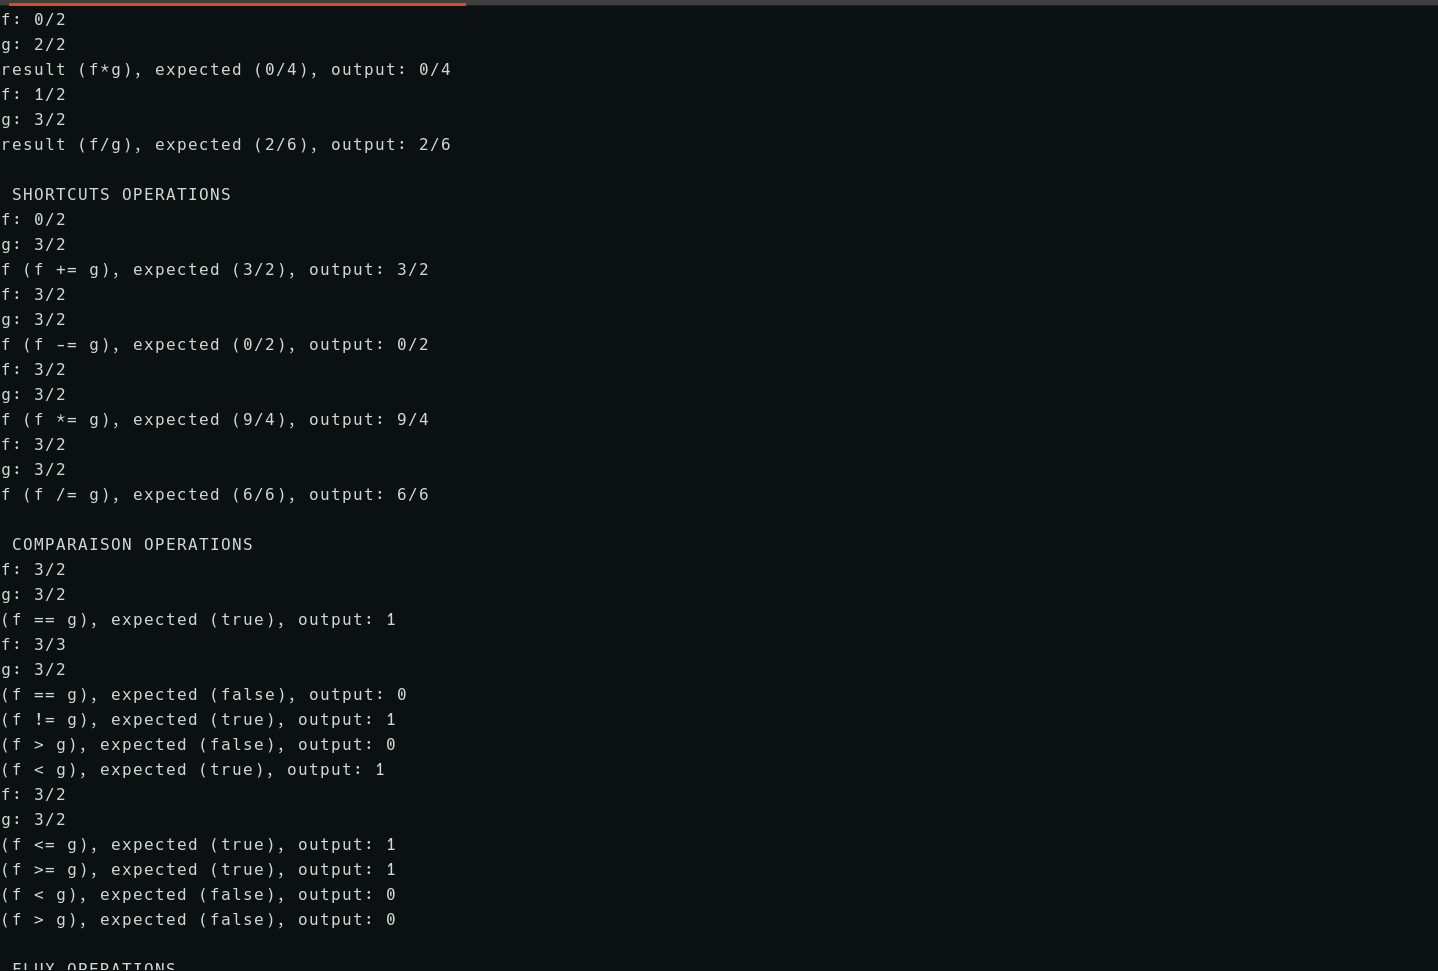 f: 0/2
g: 2/2
result (f*g), expected (0/4), output: 0/4
f: 1/2
g: 3/2
result (f/g), expected (2/6), output: 2/6
SHORTCUTS OPERATIONS
f: 0/2
g: 3/2
f (f += g), expected (3/2), output: 3/2
f: 3/2
g: 3/2
f (f -= g), expected (0/2), output: 0/2
f: 3/2
g: 3/2
f (f *= g), expected (9/4), output: 9/4
f: 3/2
g: 3/2
f (f /= g), expected (6/6), output: 6/6
COMPARAISON OPERATIONS
f: 3/2
g: 3/2
(f == g), expected (true), output: 1
f: 3/3
g: 3/2
(f == g), expected (false), output: 0
(f != g), expected (true), output: 1
(f > g), expected (false), output: 0
(f < g), expected (true), output: 1
f: 3/2
g: 3/2
(f <= g), expected (true), output: 1
(f >= g), expected (true), output: 1
(f < g), expected (false), output: 0
(f > g), expected (false), output: 0
FLUX OPERATIONS